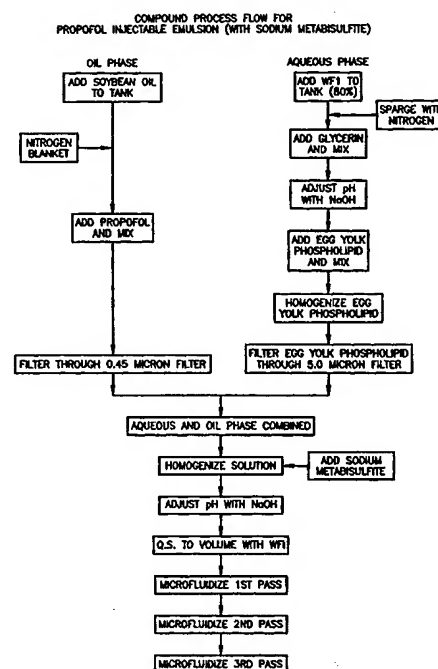 COMPOUND PROCESS FLOW FOR
PROPOFOL INJECTABLE EMULSION (WITH SODIUM METABISULFITE)
OIL PHASE
ADD SOYBEAN OIL
TO TANK
NITROGEN
BLANKET
ADD PROPOFOL
AND MIX
FILTER THROUGH 0.45 MICRON FILTER
AQUEOUS PHASE
ADD WFI TO
TANK (80%)
SPARGE WITH
NITROGEN
ADD GLYCERIN
AND MIX
ADJUST pH
WITH NaOH
ADD EGG YOLK
PHOSPHOLIPID
AND MIX
HOMOGENIZE EGG
YOLK PHOSPHOLIPID
FILTER EGG YOLK PHOSPHOLIPID
THROUGH 5.0 MICRON FILTER
AQUEOUS AND OIL PHASE COMBINED
HOMOGENIZE SOLUTION
ADD SODIUM
METABISULFITE
ADJUST pH WITH NaOH
Q.S. TO VOLUME WITH WFI
MICROFLUIDIZE 1ST PASS
MICROFLUIDIZE 2ND PASS
MICROFLUIDIZE 3RD PASS